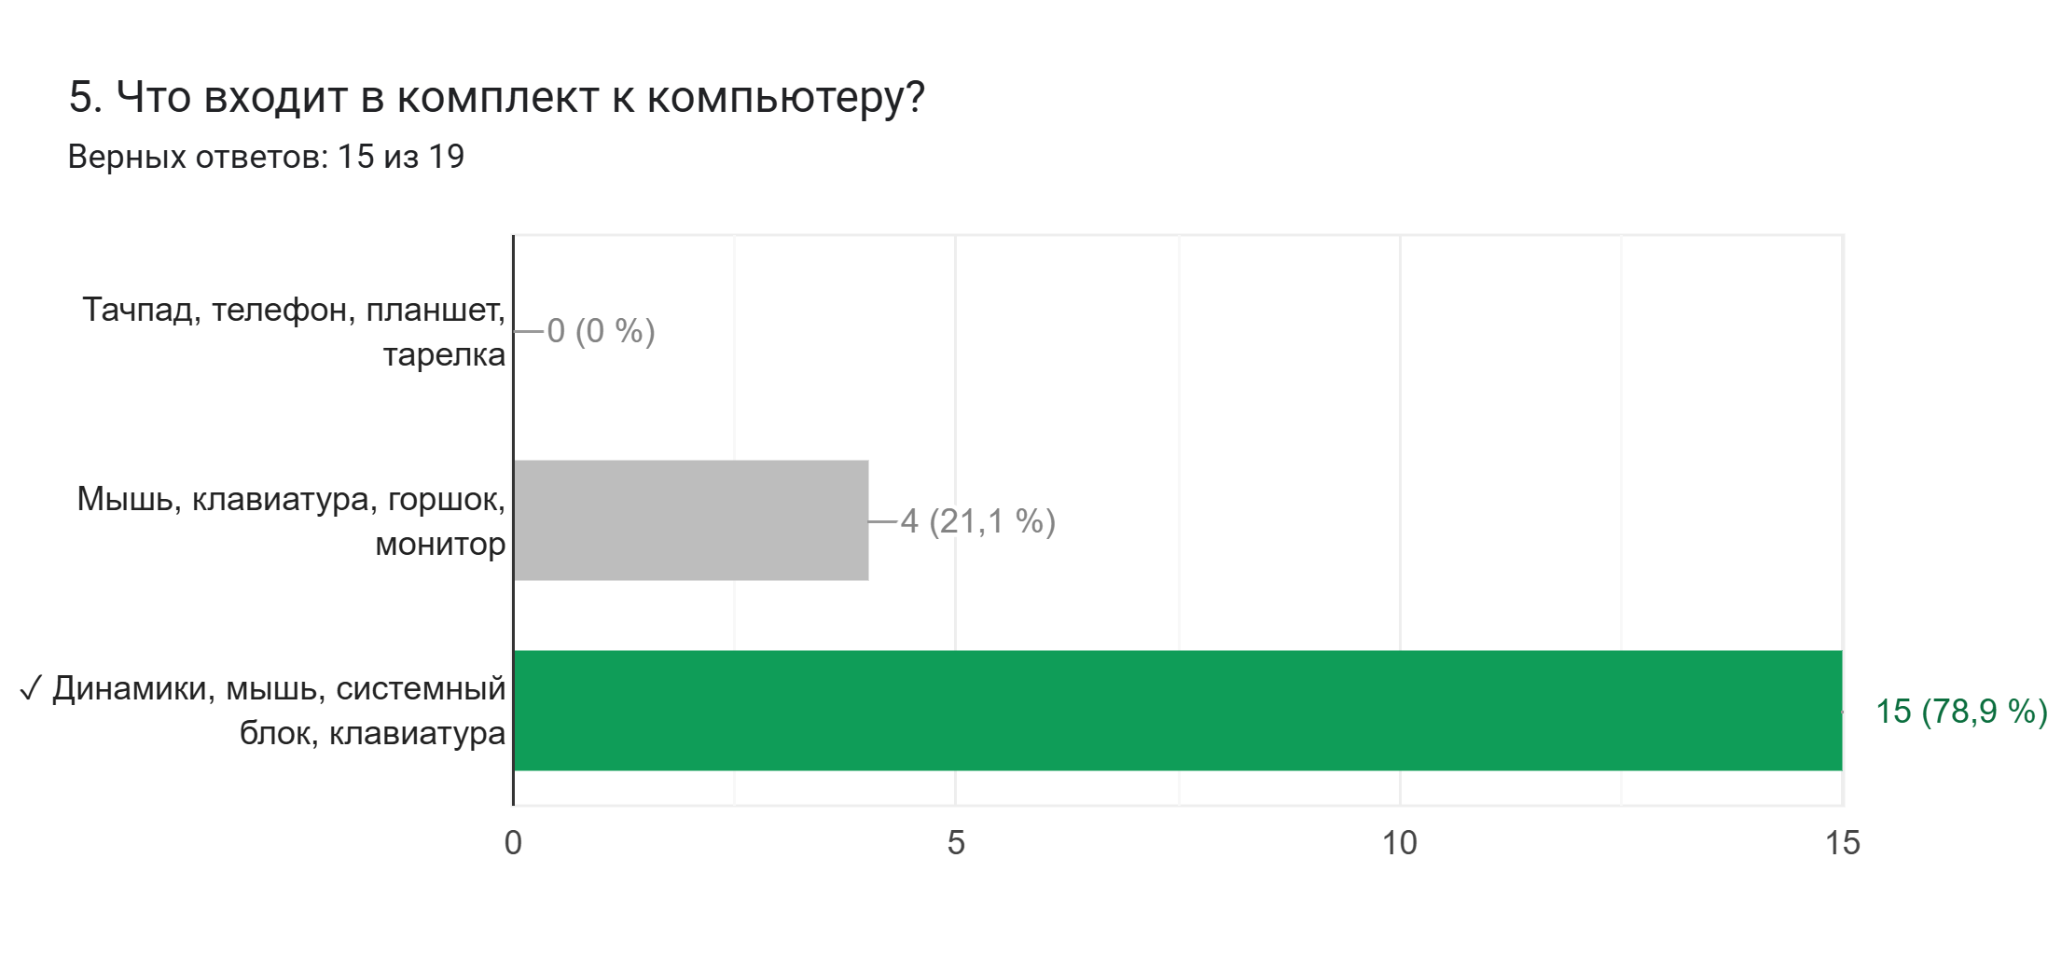 5. Что входит в комплект к компьютеру?
Верных ответов: 15 из 19
Тачпад, телефон, планшет,
тарелка
0 (0 %)
Мышь, клавиатура, горшок,
монитор
4 (21,1 %)
✓ Динамики, мышь, системный
блок, клавиатура
15 (78,9 %)
0 5 10 15